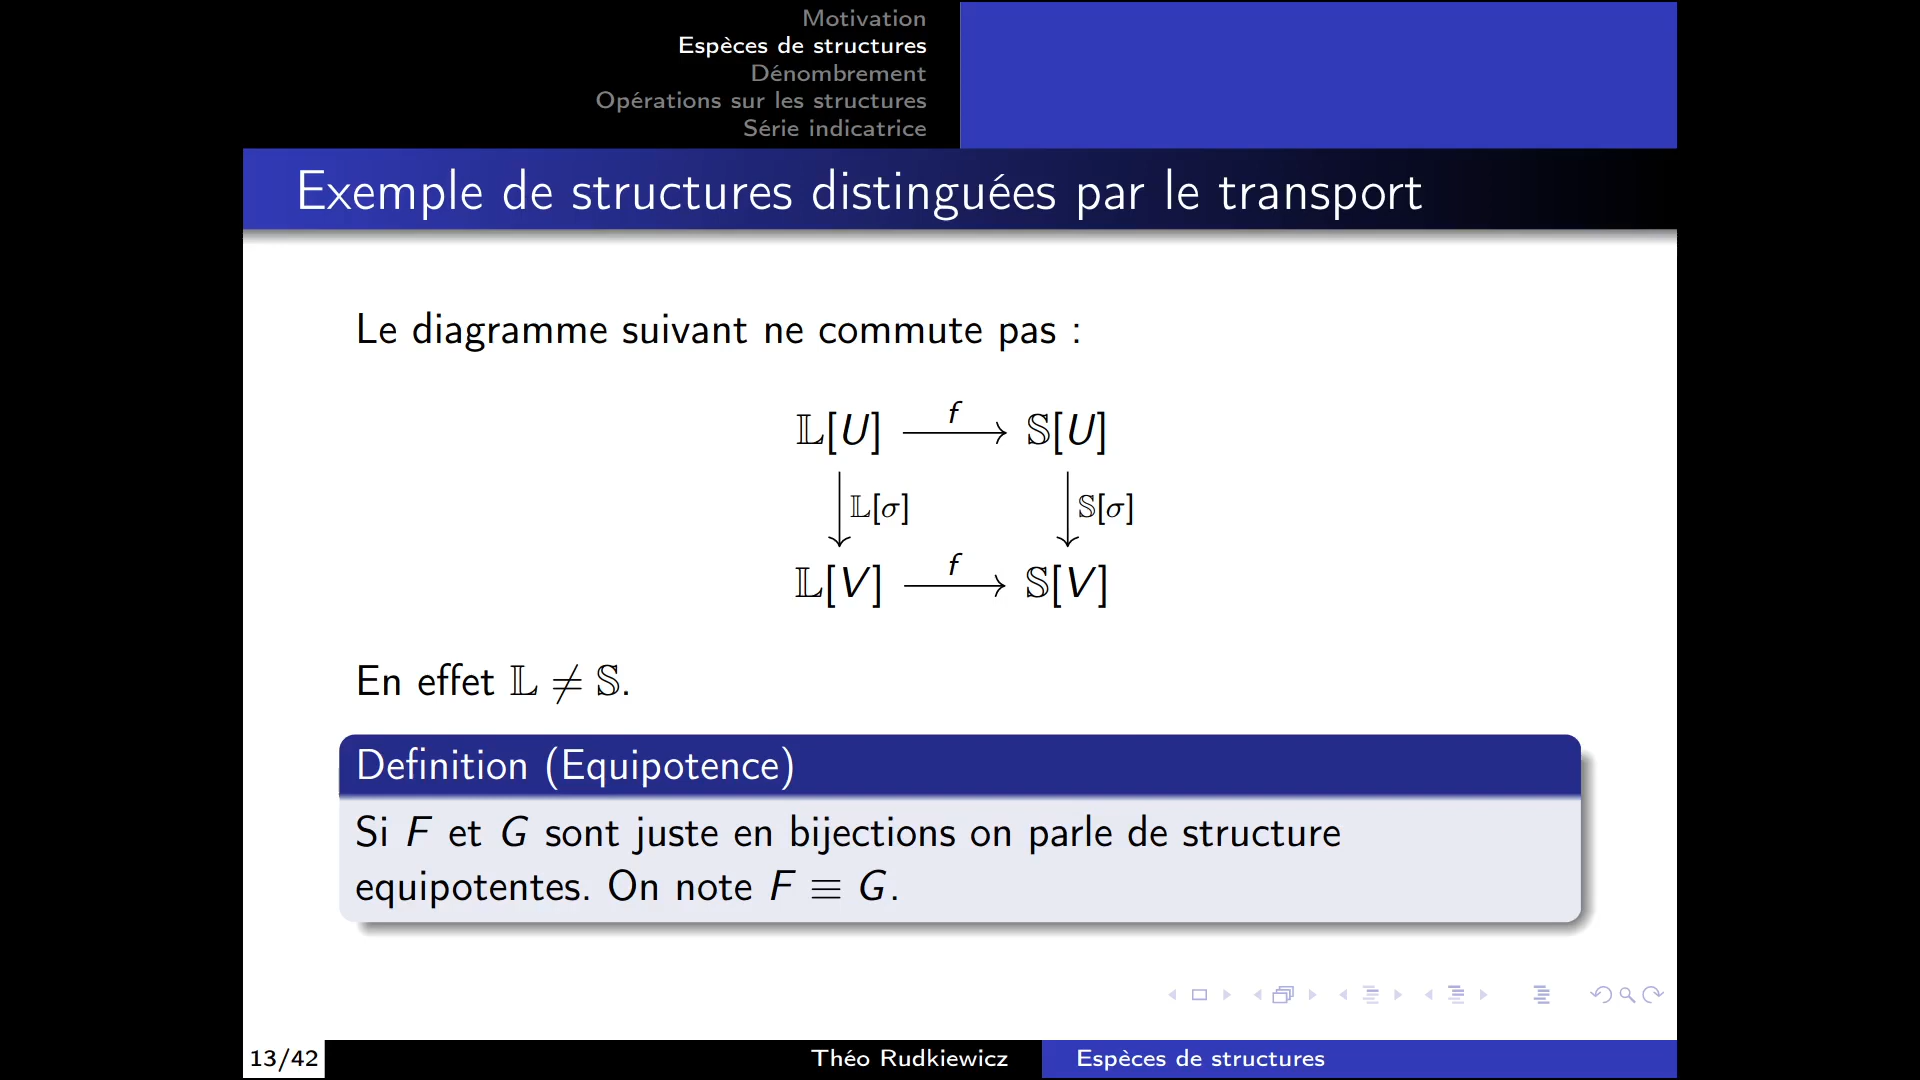 Motivation
Espèces de structures
Dénombrement
Opérations sur les structures
Série indicatrice
Exemple de structures distinguées par le transport
Le diagramme suivant ne commute pas :
𝕃[U] f 𝕊[U]
𝕃[σ] 𝕊[σ]
𝕃[V] f 𝕊[V]
En effet 𝕃 ≠ 𝕊.
Definition (Equipotence)
Si F et G sont juste en bijections on parle de structure
equipotentes. On note F ≡ G.
13/42 Théo Rudkiewicz Espèces de structures